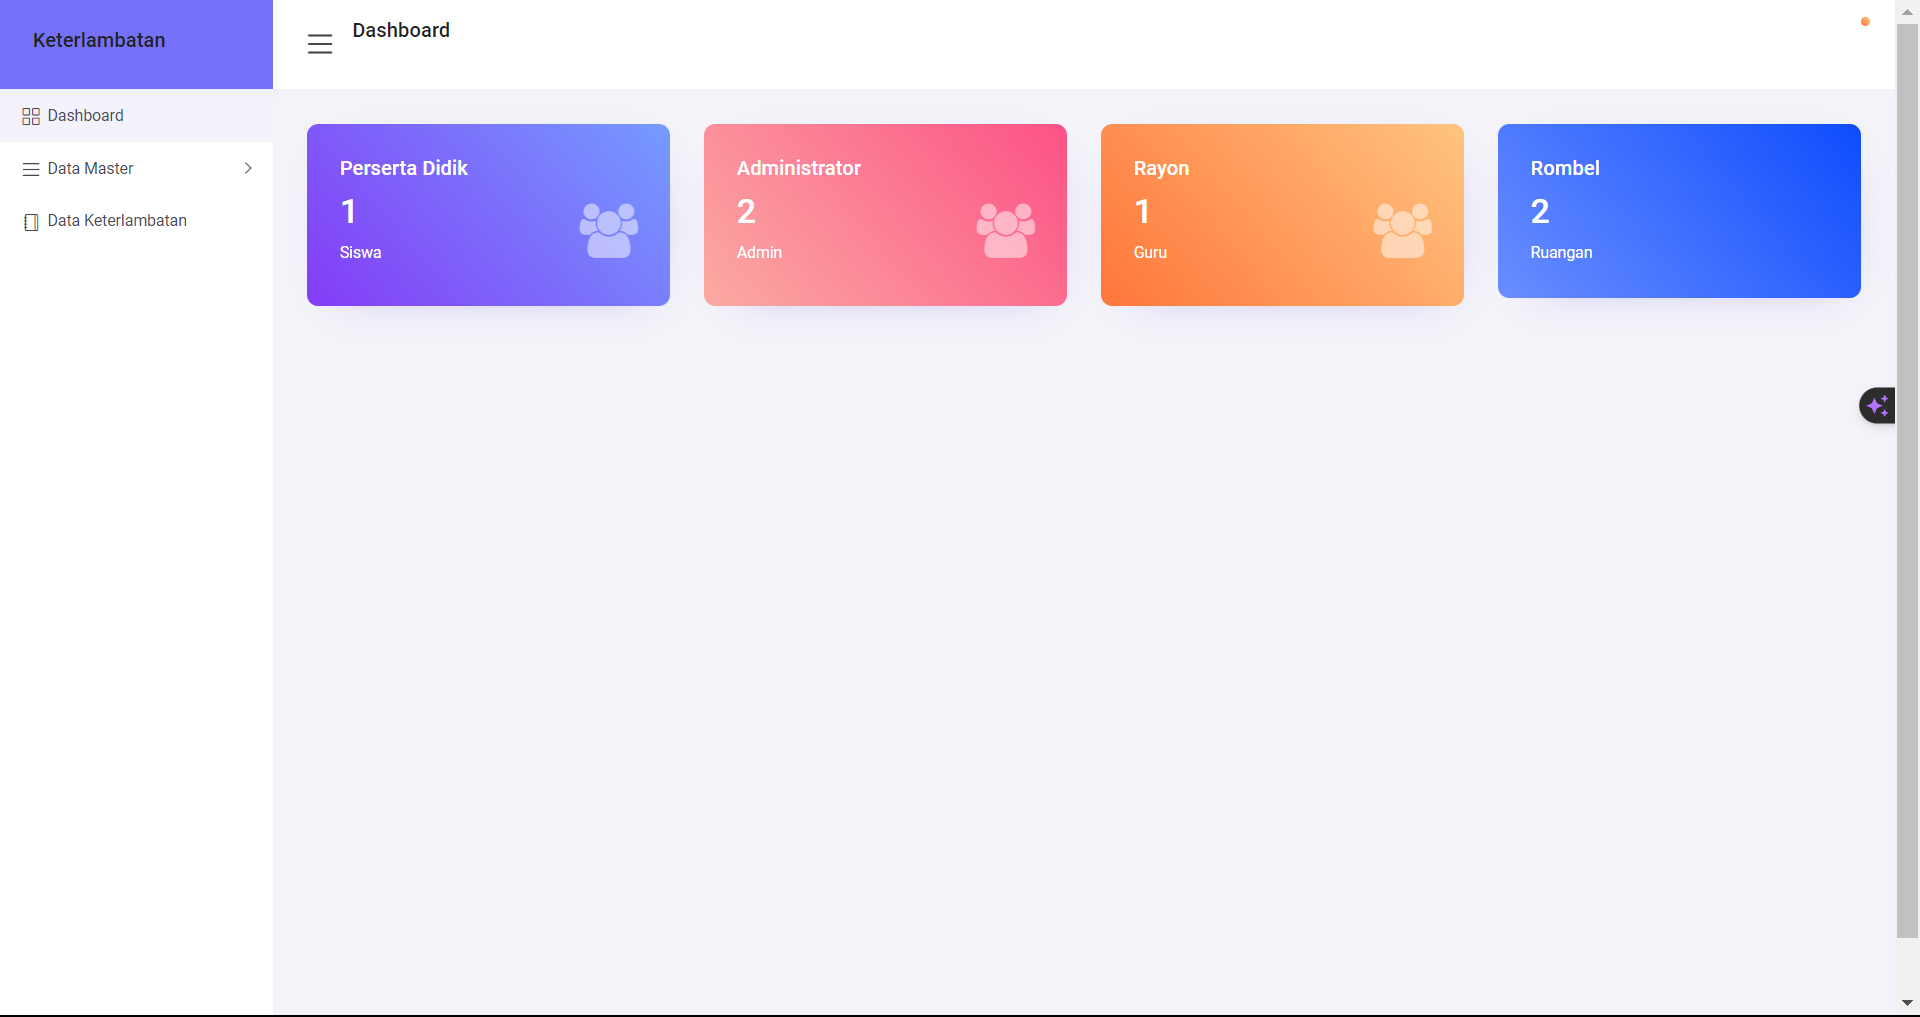 Keterlambatan
Dashboard
Dashboard
Data Master
Data Keterlambatan
Perserta Didik
1
Siswa
Administrator
2
Admin
Rayon
1
Guru
Rombel
2
Ruangan